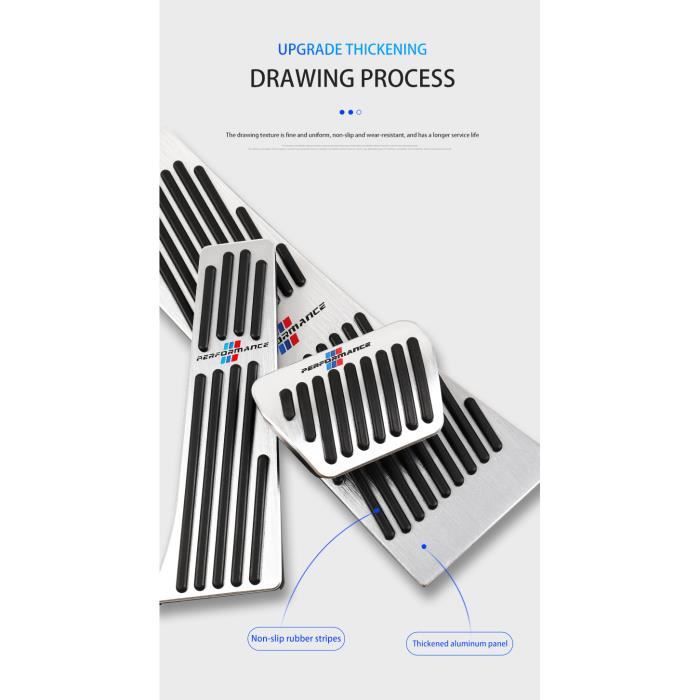 UPGRADE THICKENING
DRAWING PROCESS
The drawing texture is fine and uniform, non-slip and wear-resistant, and has a longer service life
PERFORMANCE
PERFORMANCE
Non-slip rubber stripes
Thickened aluminum panel